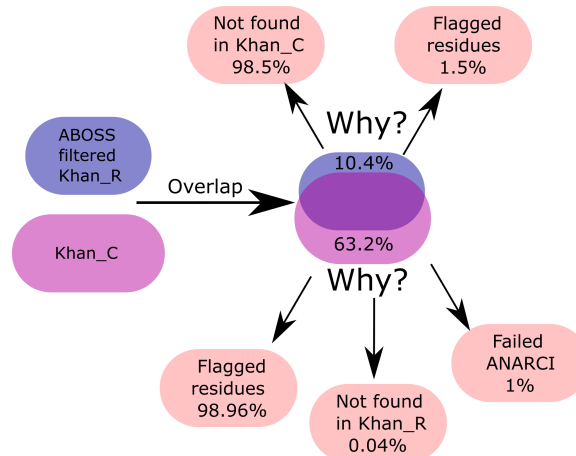 Not found
in Khan_C
98.5%
Flagged
residues
1.5%
Why?
ABOSS
filtered
Khan_R
10.4%
Overlap
Khan_C
63.2%
Why?
Flagged
residues
98.96%
Not found
in Khan_R
0.04%
Failed
ANARCI
1%